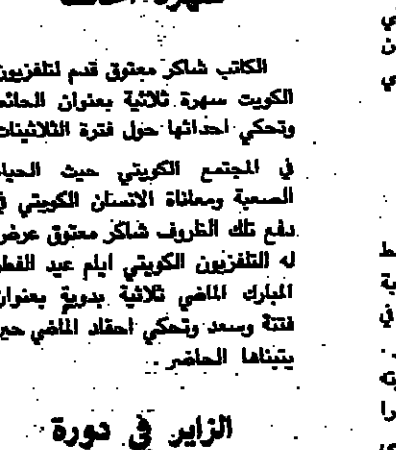 الكاتب شاكر معتوق قدم لتلفزيون
الكويت سهرة ثلاثية بعنوان الحائط
وتحكي احداثها حول فترة الثلاثينات
في المجتمع الكويتي حيث الحياة
الصعبة ومعاناة الانسان الكويتي في
دفع تلك الظروف شاكر معتوق عرض
له التلفزيون الكويتي ايام عيد الفطر
المبارك الماضي ثلاثية بدوية بعنوان
فتنة وسعد وتحكي احقاد الماضي حين
يتبناها الحاضر .
الزاير في دورة